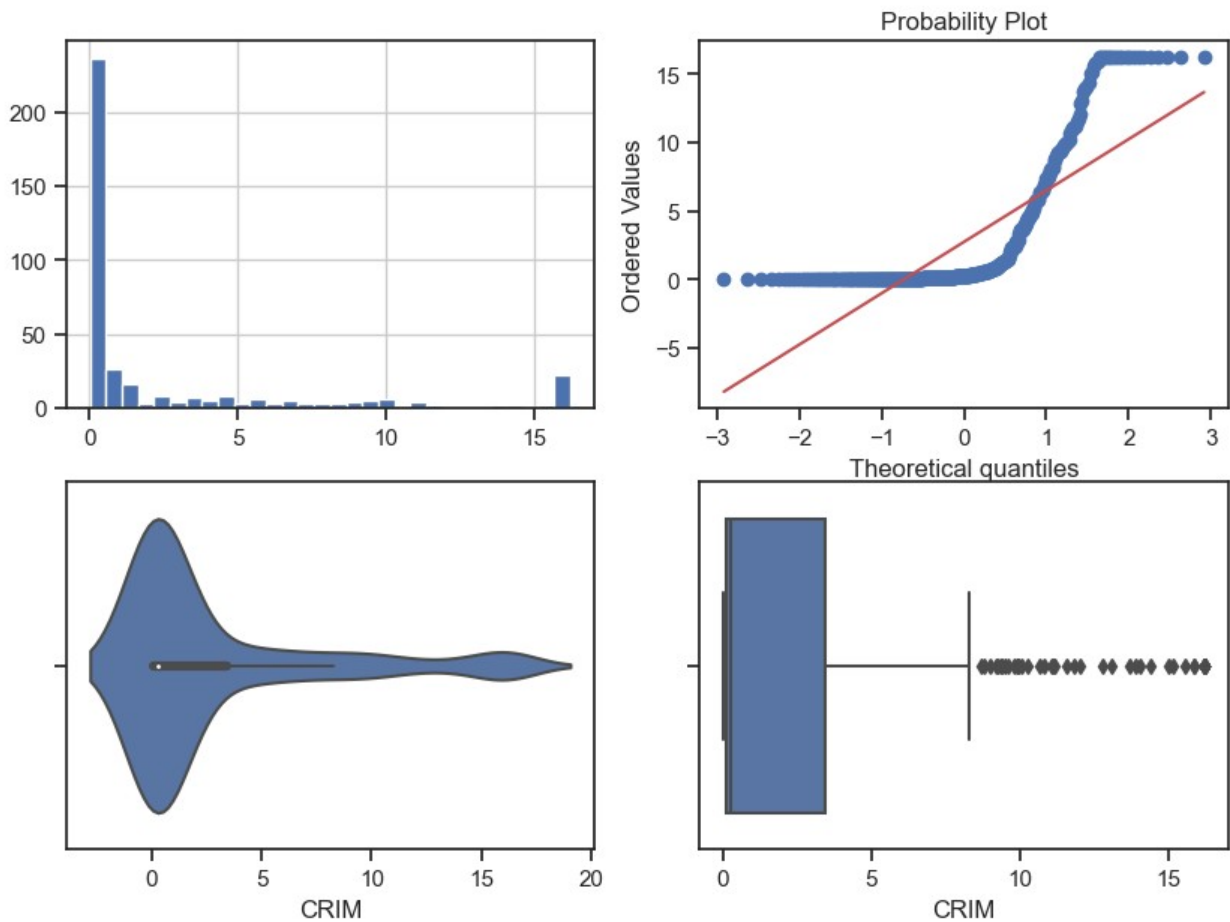 Probability Plot
200
150
100
50
0
0 5 10 15
Ordered Values
15
10
5
0
−5
−3 −2 −1 0 1 2 3
Theoretical quantiles
0 5 10 15 20
CRIM
0 5 10 15
CRIM